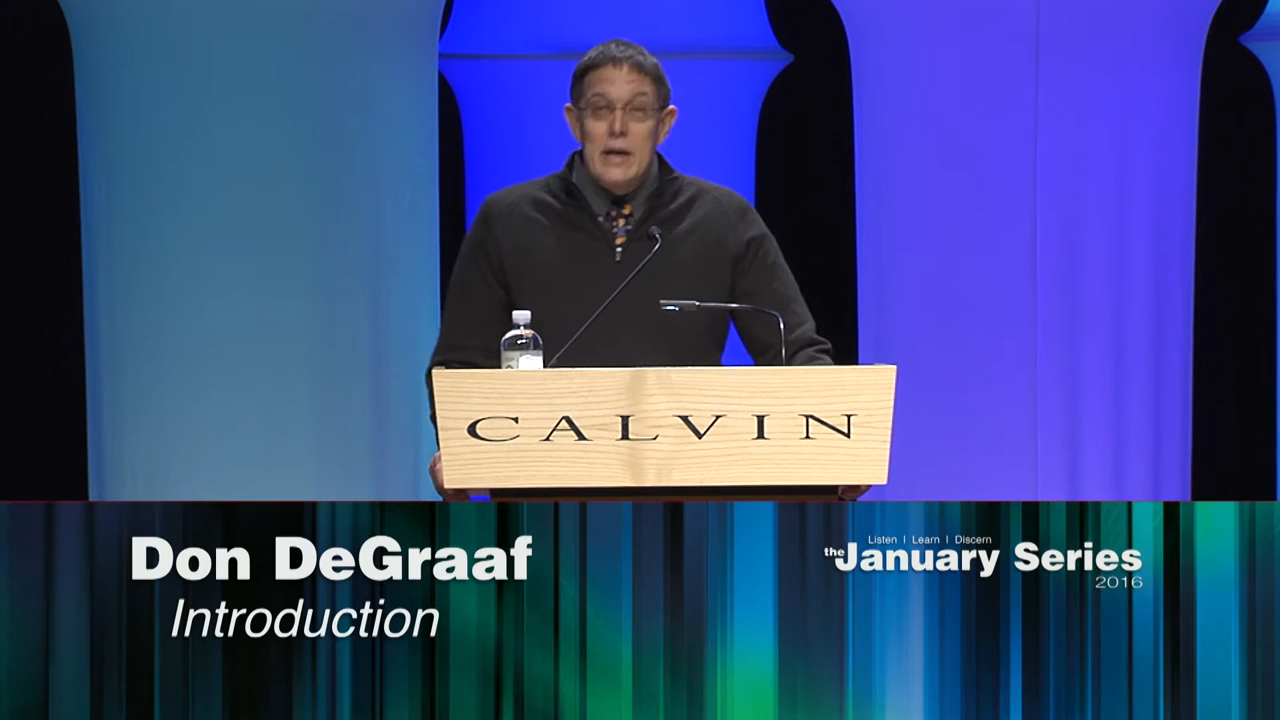 CALVIN
Don DeGraaf
Introduction
Listen | Learn | Discern
the January Series
2016